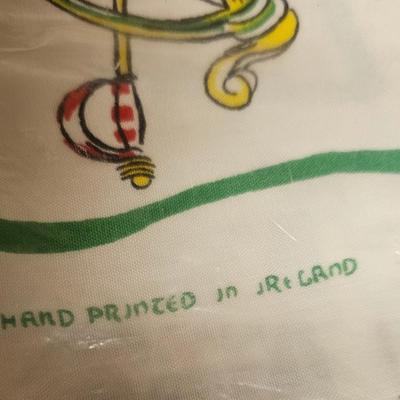 HAND PRINTED IN IRELAND